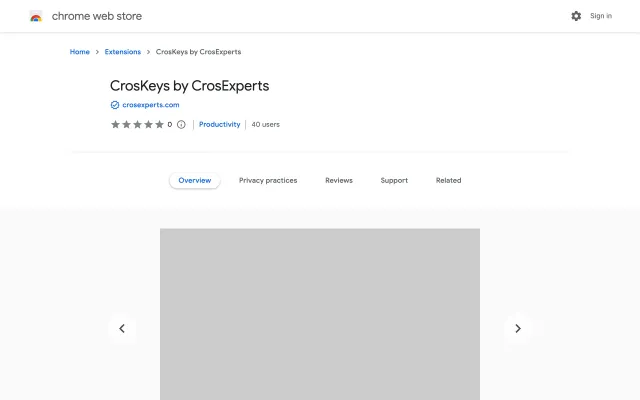 chrome web store
Sign in
Home > Extensions > CrosKeys by CrosExperts
CrosKeys by CrosExperts
crosexperts.com
0 Productivity 40 users
Overview Privacy practices Reviews Support Related